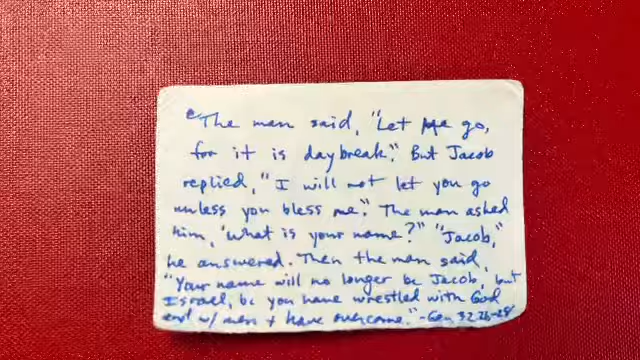 "The man said, "Let me go,
for it is daybreak." But Jacob
replied, "I will not let you go
unless you bless me." The man asked
him, "What is your name?" "Jacob,"
he answered. Then the man said,
"Your name will no longer be Jacob, but
Israel, bc you have wrestled with God
and w/ men + have overcome." -Gen 32:26-28